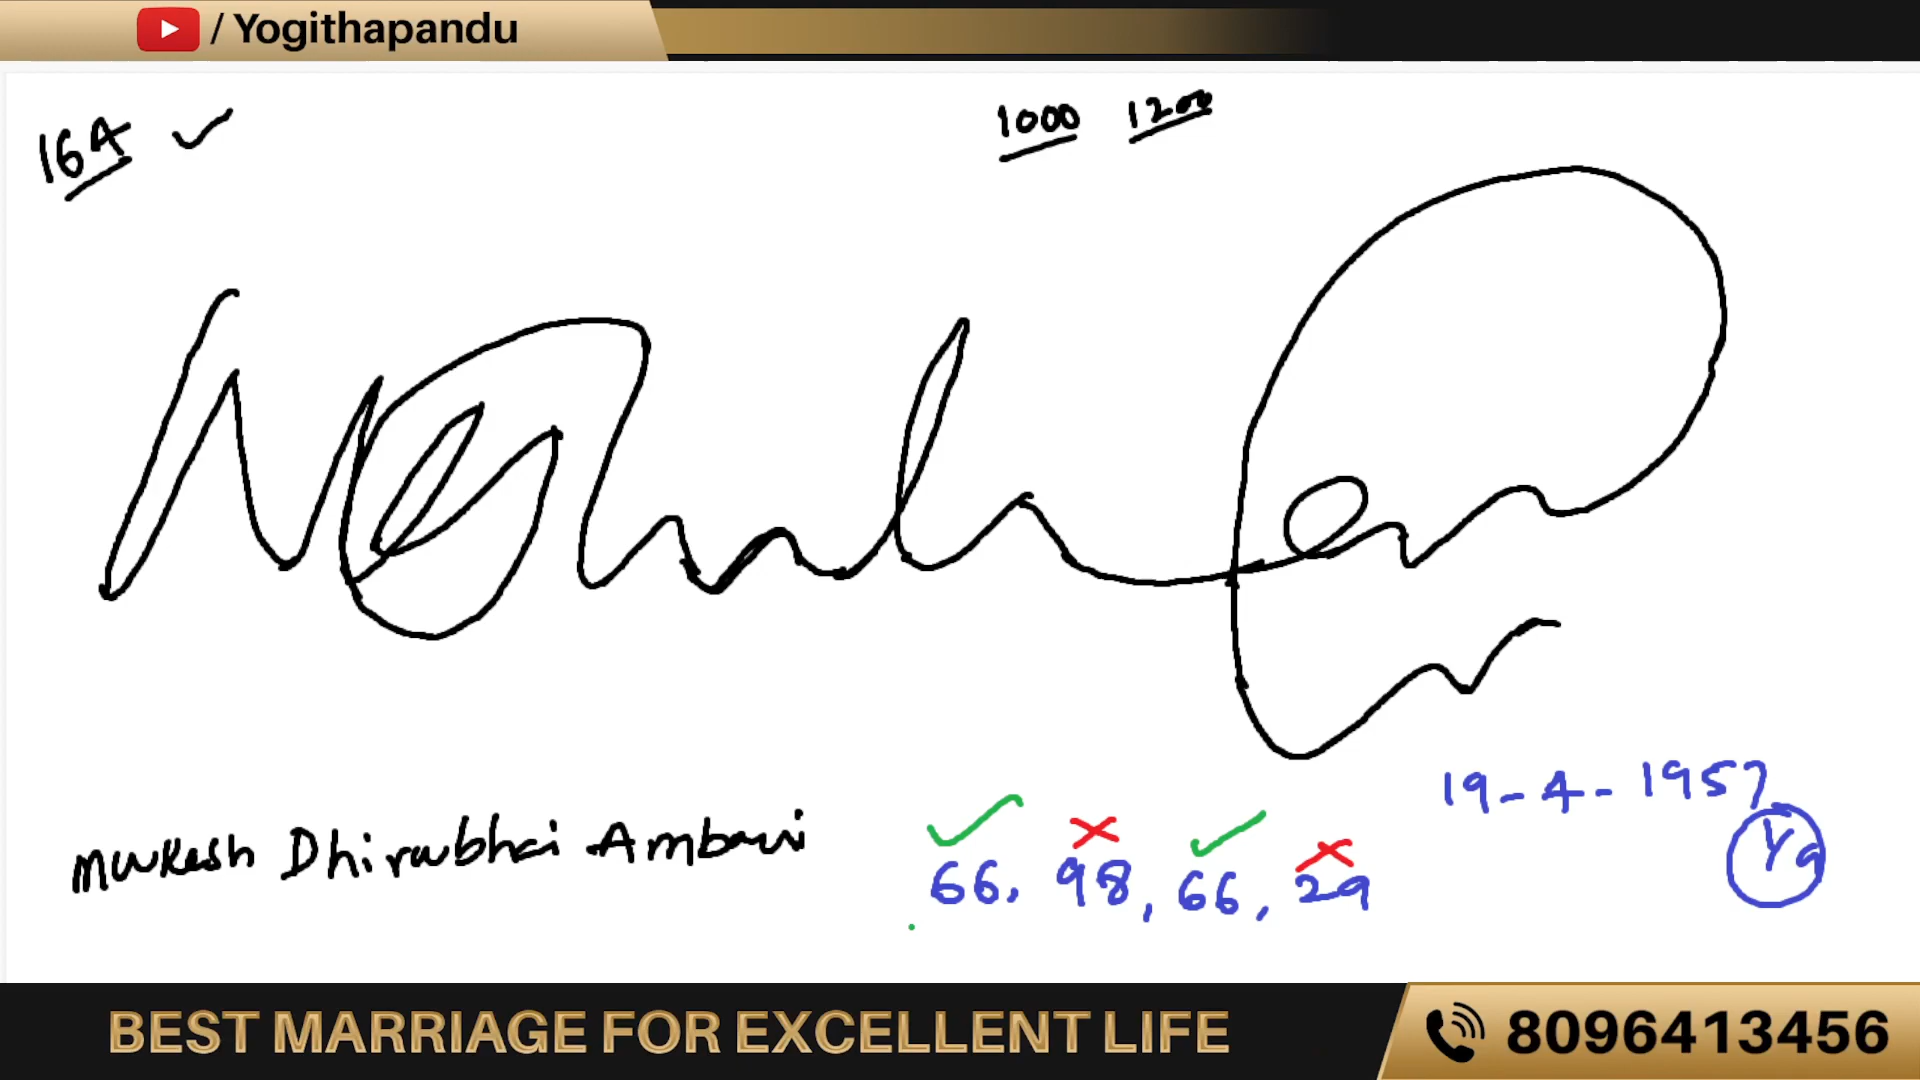 / Yogithapandu
16A
1000 1200
Mukesh Dhirubhai Ambani
66, 98, 66, 29
19-4-1957
Yg
BEST MARRIAGE FOR EXCELLENT LIFE
8096413456